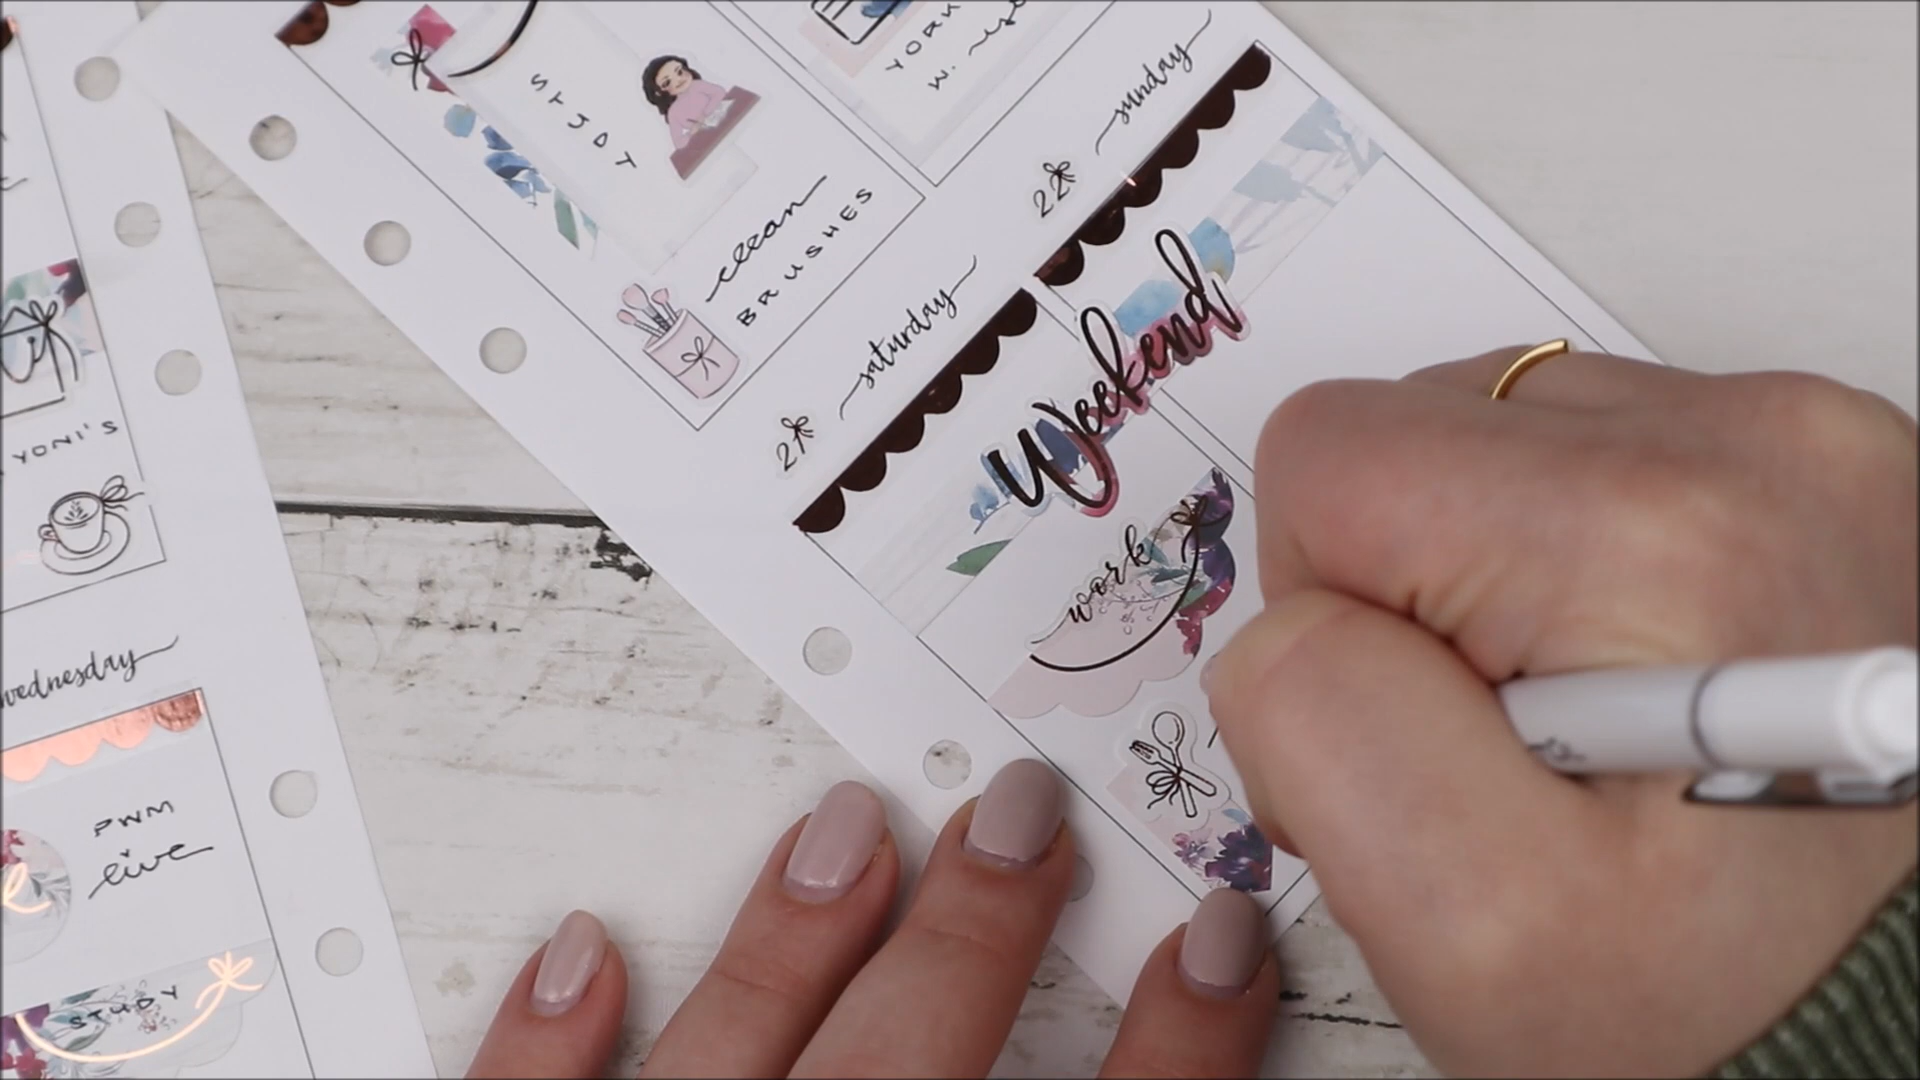 YONI'S
wednesday
PWM
live
STUDY
STUDY
clean
BRUSHES
YORK
W.
21
saturday
22
sunday
Weekend
work